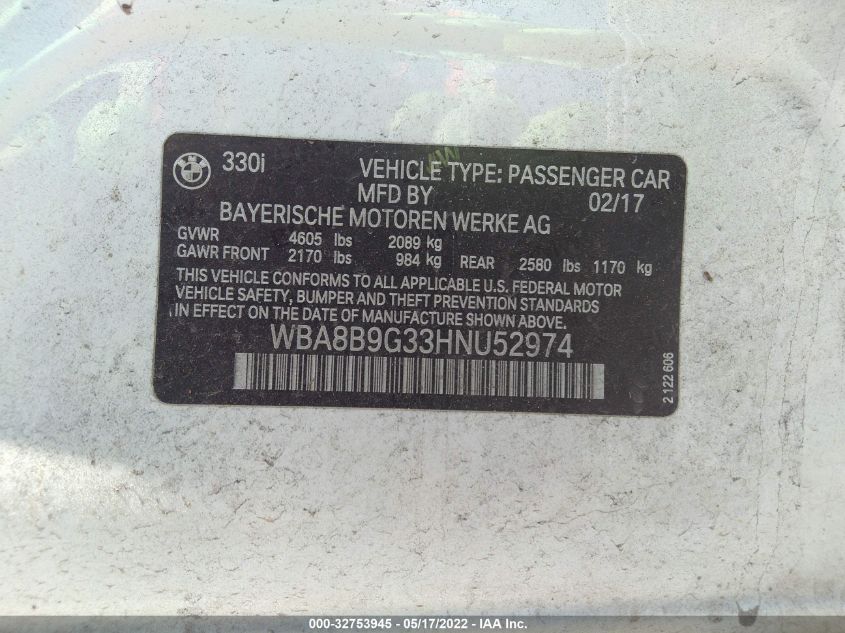 BMW
330i VEHICLE TYPE: PASSENGER CAR
MFD BY 02/17
BAYERISCHE MOTOREN WERKE AG
GVWR 4605 lbs 2089 kg
GAWR FRONT 2170 lbs 984 kg REAR 2580 lbs 1170 kg
THIS VEHICLE CONFORMS TO ALL APPLICABLE U.S. FEDERAL MOTOR
VEHICLE SAFETY, BUMPER AND THEFT PREVENTION STANDARDS
IN EFFECT ON THE DATE OF MANUFACTURE SHOWN ABOVE.
WBA8B9G33HNU52974
2 122 606
000-32753945 - 05/17/2022 - IAA Inc.